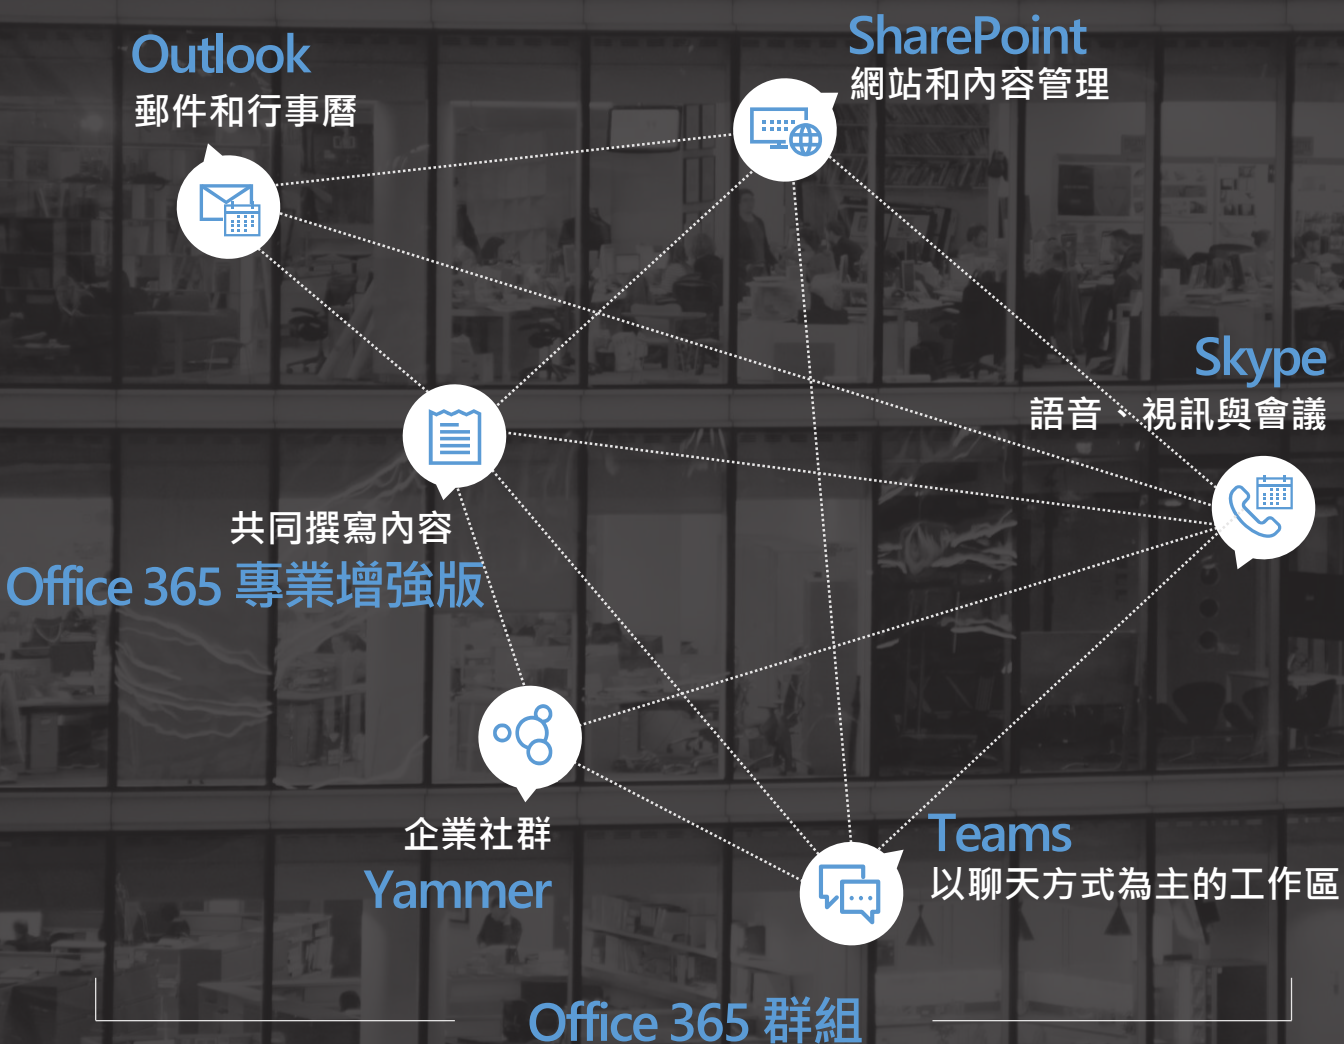 Outlook
郵件和行事曆
SharePoint
網站和內容管理
Skype
語音、視訊與會議
共同撰寫內容
Office 365 專業增強版
企業社群
Yammer
Teams
以聊天方式為主的工作區
Office 365 群組